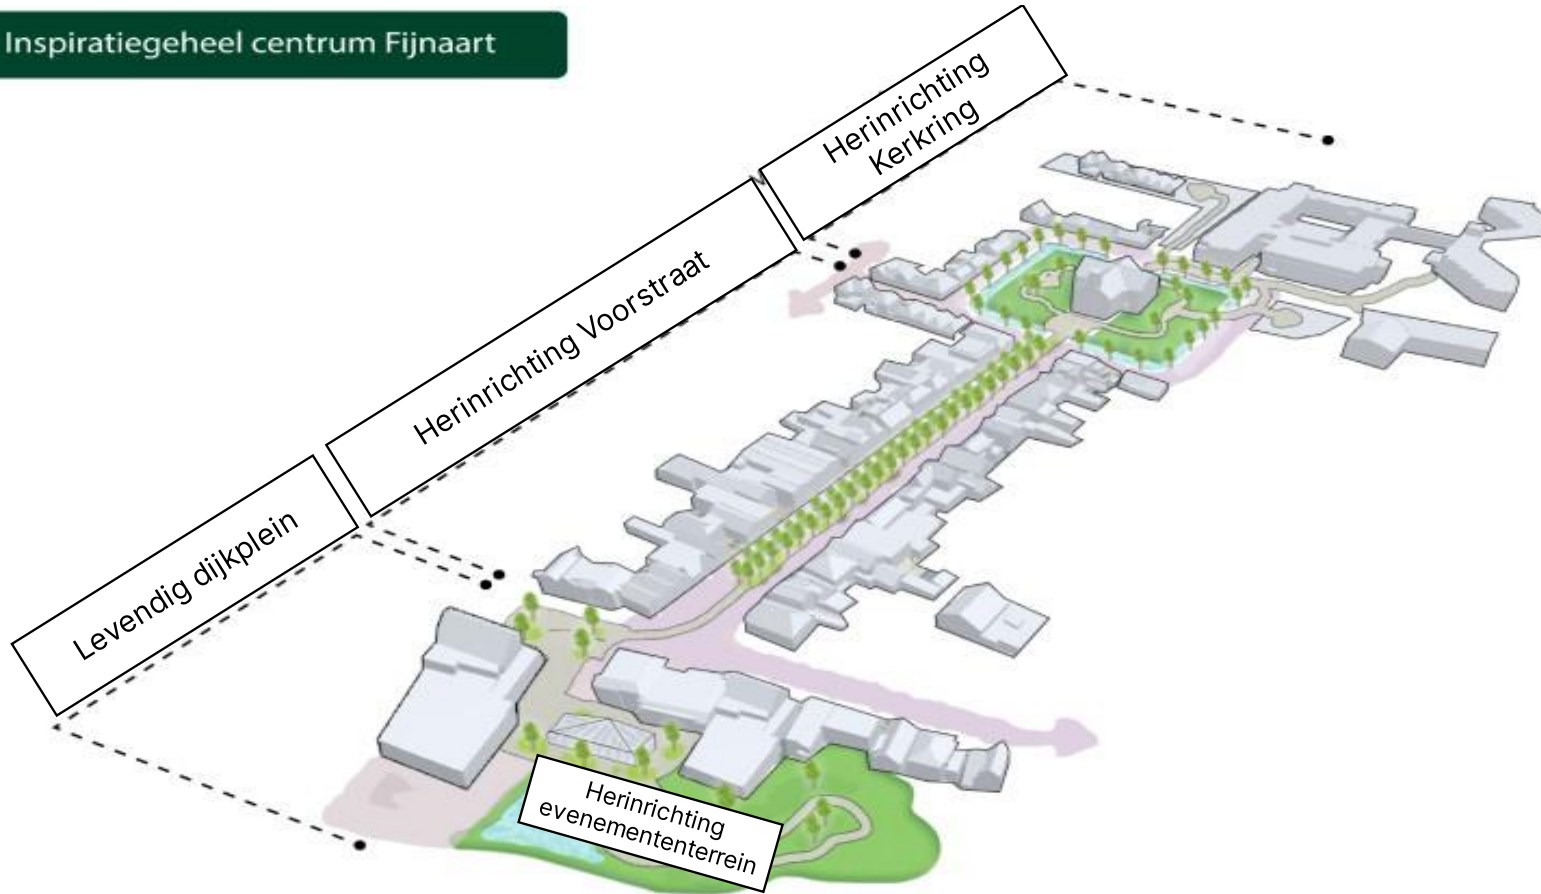 Inspiratiegeheel centrum Fijnaart
Herinrichting
Kerkring
Herinrichting Voorstraat
Levendig dijkplein
Herinrichting
evenemententerrein